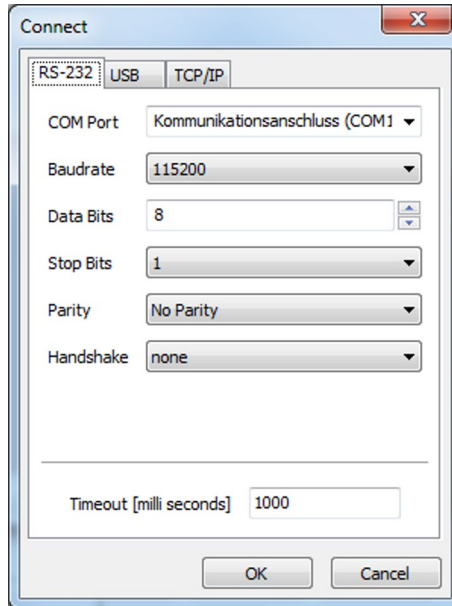 Connect
RS-232 USB TCP/IP
COM Port Kommunikationsanschluss (COM1
Baudrate 115200
Data Bits 8
Stop Bits 1
Parity No Parity
Handshake none
Timeout [milli seconds] 1000
OK Cancel